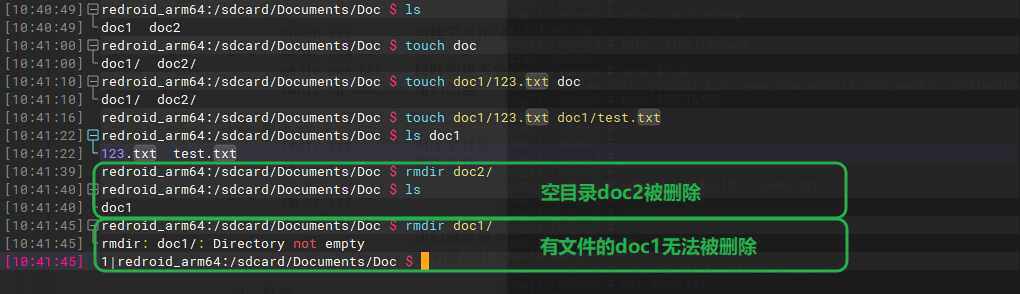 [10:40:49] redroid_arm64:/sdcard/Documents/Doc $ ls
[10:40:49] doc1  doc2
[10:41:00] redroid_arm64:/sdcard/Documents/Doc $ touch doc
[10:41:00] doc1/  doc2/
[10:41:10] redroid_arm64:/sdcard/Documents/Doc $ touch doc1/123.txt doc
[10:41:10] doc1/  doc2/
[10:41:16] redroid_arm64:/sdcard/Documents/Doc $ touch doc1/123.txt doc1/test.txt
[10:41:22] redroid_arm64:/sdcard/Documents/Doc $ ls doc1
[10:41:22] 123.txt  test.txt
[10:41:39] redroid_arm64:/sdcard/Documents/Doc $ rmdir doc2/
[10:41:40] redroid_arm64:/sdcard/Documents/Doc $ ls
空目录doc2被删除
[10:41:40] doc1
[10:41:45] redroid_arm64:/sdcard/Documents/Doc $ rmdir doc1/
[10:41:45] rmdir: doc1/: Directory not empty
有文件的doc1无法被删除
[10:41:45] 1|redroid_arm64:/sdcard/Documents/Doc $